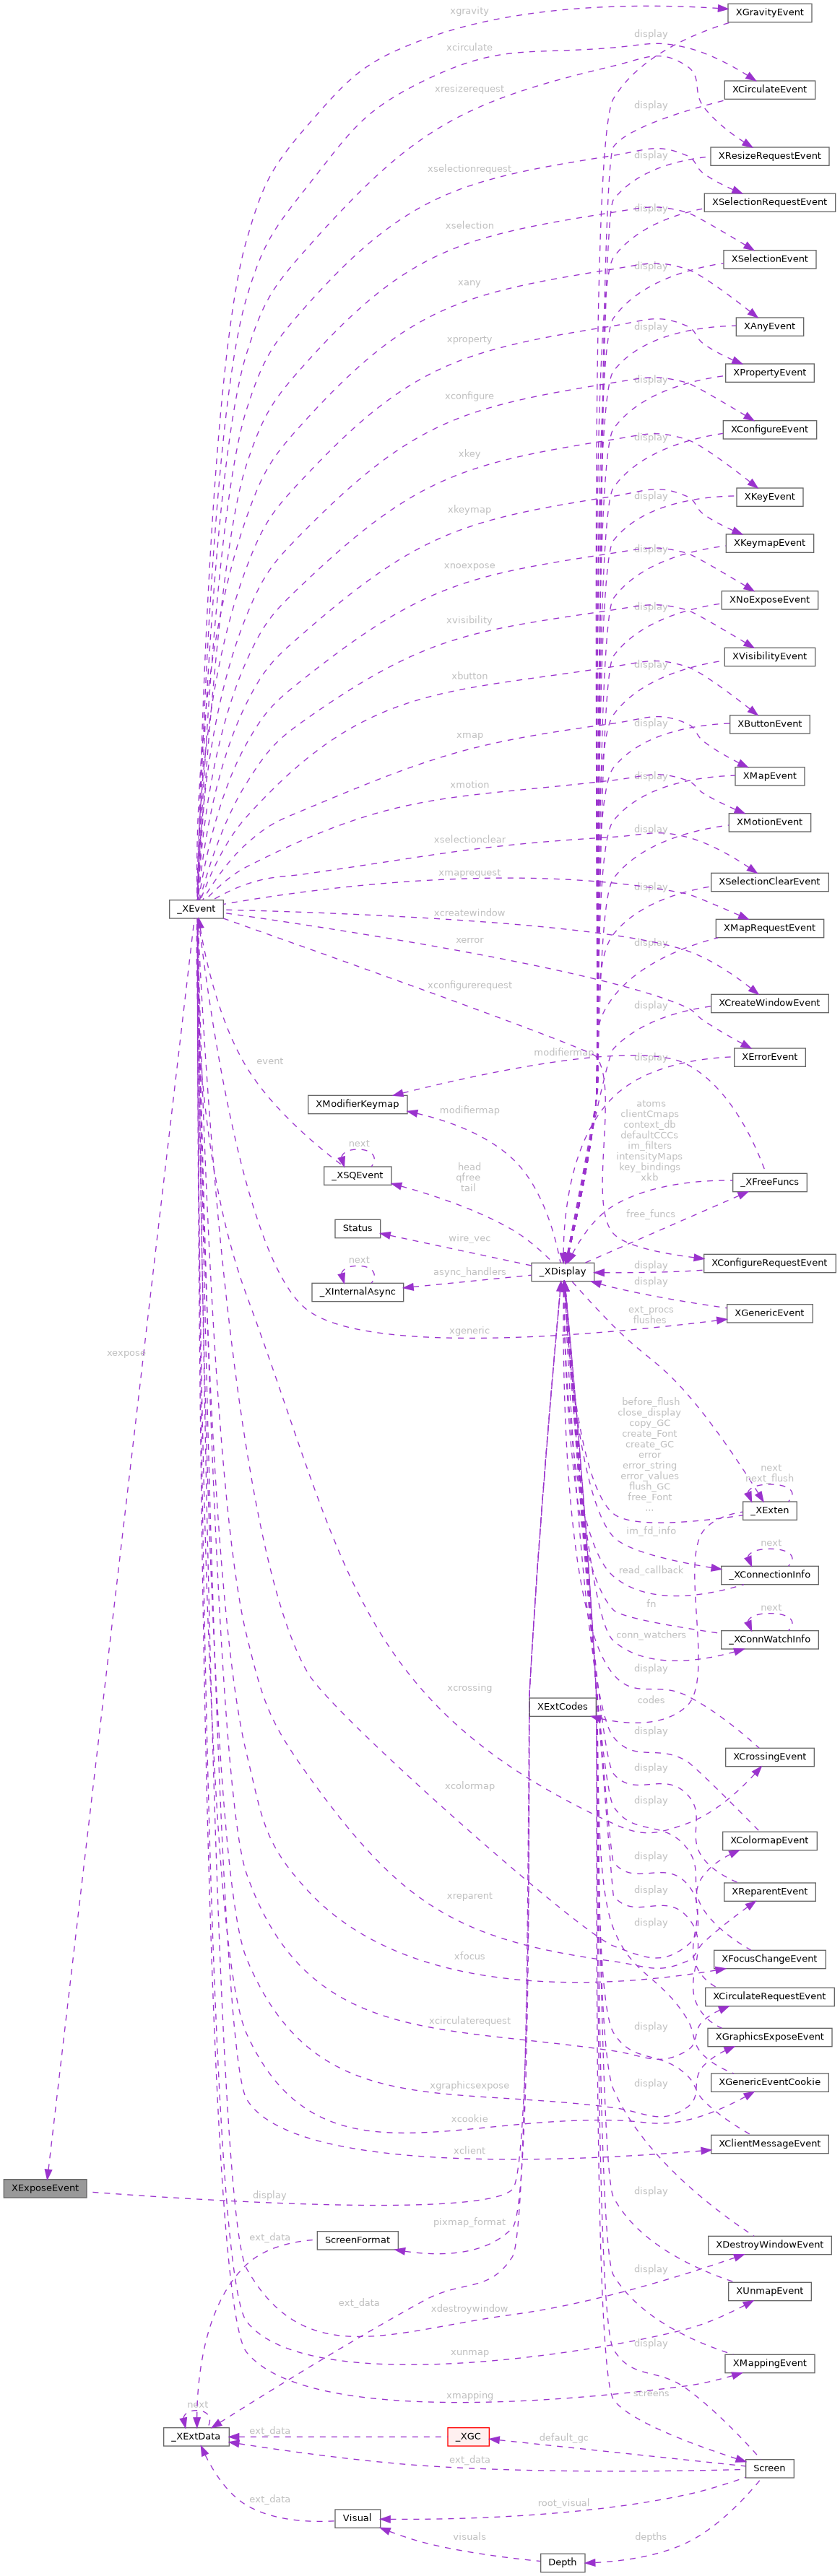 xgravity
XGravityEvent
display
xcirculate
XCirculateEvent
xresizerequest
display
display
XResizeRequestEvent
xselectionrequest
XSelectionRequestEvent
display
xselection
XSelectionEvent
display
xany
XAnyEvent
display
xproperty
XPropertyEvent
display
xconfigure
XConfigureEvent
display
xkey
XKeyEvent
display
xkeymap
XKeymapEvent
display
xnoexpose
XNoExposeEvent
display
xvisibility
XVisibilityEvent
display
xbutton
XButtonEvent
display
xmap
XMapEvent
display
xmotion
XMotionEvent
display
xselectionclear
XSelectionClearEvent
xmaprequest
display
_XEvent
xcreatewindow
XMapRequestEvent
xerror
display
xconfigurerequest
XCreateWindowEvent
display
XErrorEvent
modifiermap
display
event
XModifierKeymap
modifiermap
atoms
clientCmaps
context_db
defaultCCCs
im_filters
intensityMaps
key_bindings
xkb
next
_XSQEvent
head
qfree
tail
_XFreeFuncs
free_funcs
Status
wire_vec
next
async_handlers
_XDisplay
display
XConfigureRequestEvent
_XInternalAsync
display
XGenericEvent
ext_procs
flushes
xgeneric
xexpose
before_flush
close_display
copy_GC
create_Font
create_GC
error
error_string
error_values
flush_GC
free_Font
...
next
next_flush
_XExten
im_fd_info
next
read_callback
_XConnectionInfo
fn
next
conn_watchers
_XConnWatchInfo
display
xcrossing
codes
XExtCodes
display
XCrossingEvent
display
xcolormap
display
XColormapEvent
display
XReparentEvent
xreparent
display
display
XFocusChangeEvent
xfocus
XCirculateRequestEvent
xcirculaterequest
display
XGraphicsExposeEvent
xgraphicsexpose
display
XGenericEventCookie
xcookie
XClientMessageEvent
xclient
XExposeEvent
display
display
pixmap_format
ext_data
ScreenFormat
XDestroyWindowEvent
display
XUnmapEvent
ext_data
xdestroywindow
xunmap
display
XMappingEvent
xmapping
screens
next
_XExtData
ext_data
_XGC
default_gc
ext_data
Screen
ext_data
Visual
root_visual
visuals
Depth
depths